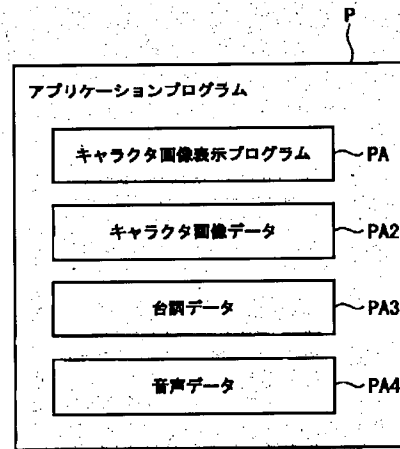 P
アプリケーションプログラム
キャラクタ画像表示プログラム PA
キャラクタ画像データ PA2
台詞データ PA3
音声データ PA4